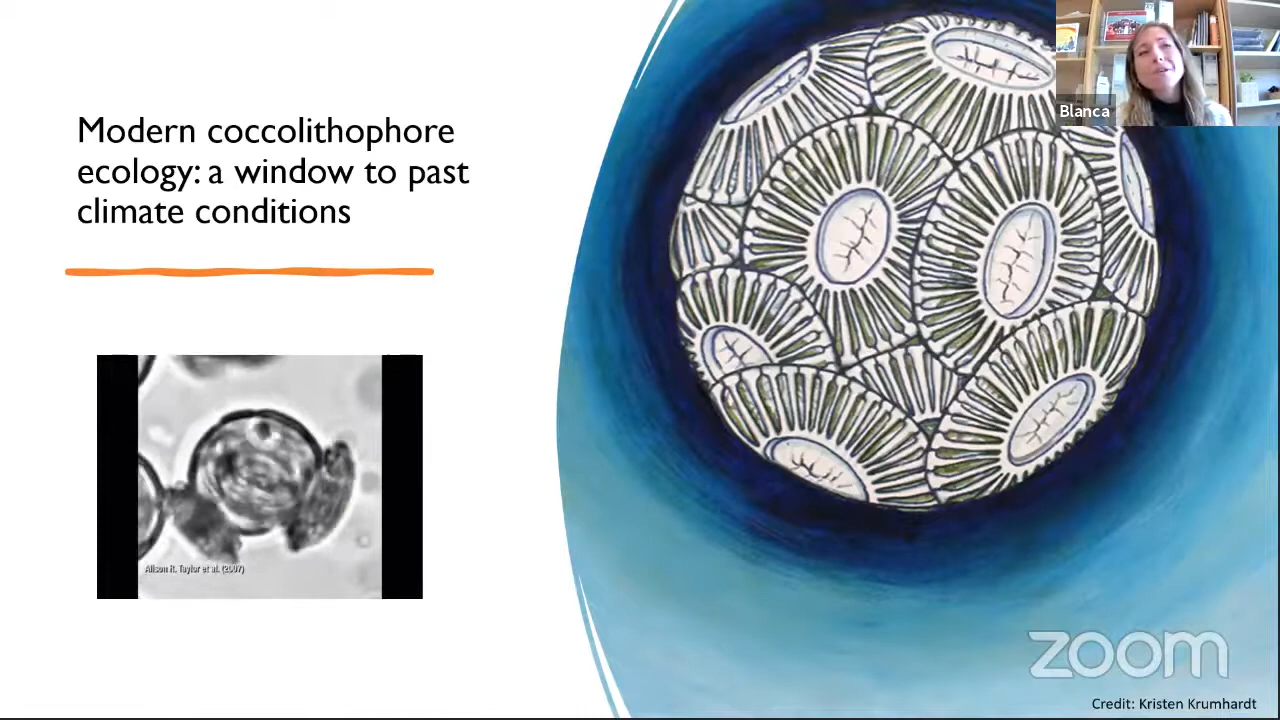 Modern coccolithophore
ecology: a window to past
climate conditions
Blanca
Alison R. Taylor et al. (2007)
zoom
Credit: Kristen Krumhardt